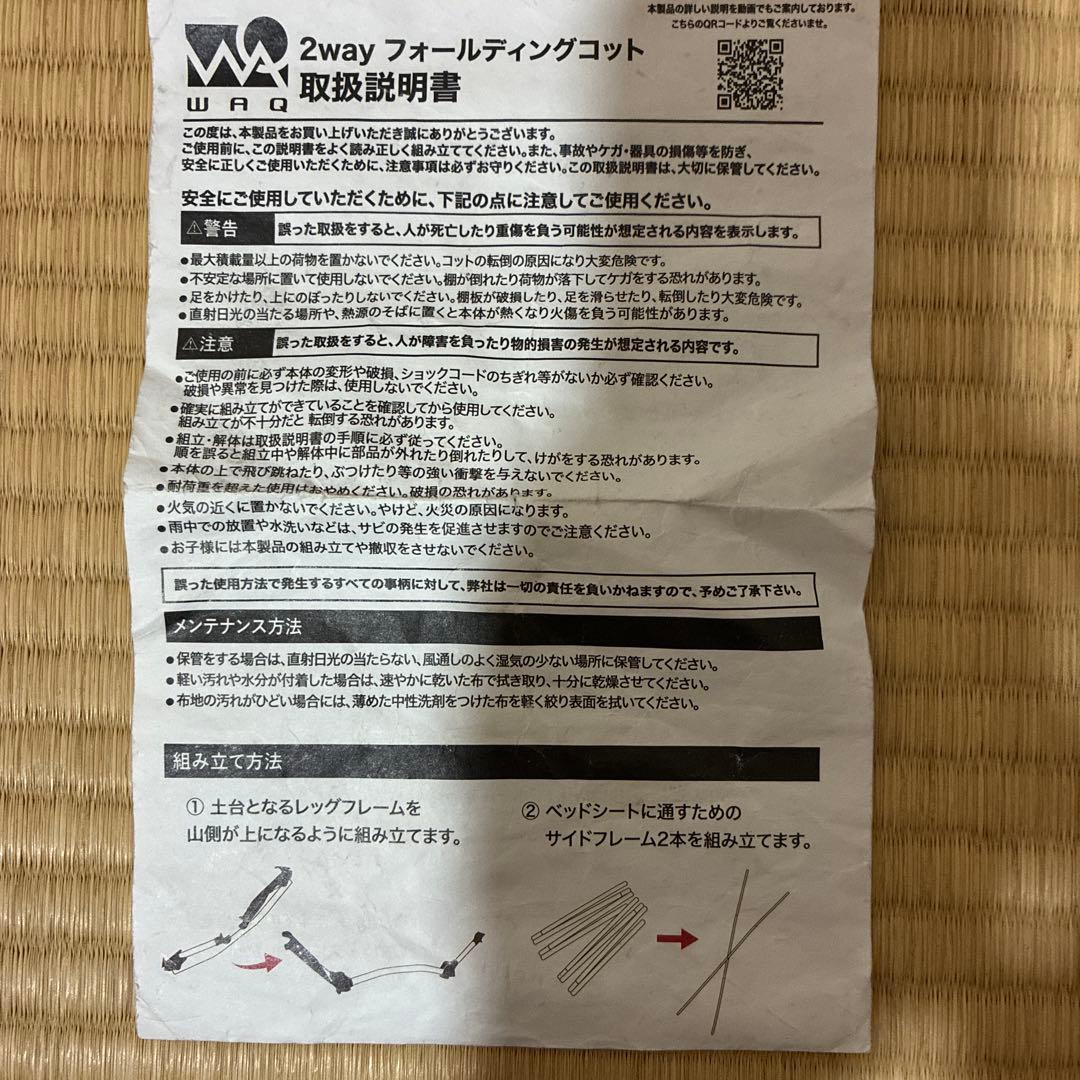 本製品の詳しい説明を動画でもご案内しております。
こちらのQRコードよりご覧くださいませ。
WAQ
2way フォールディングコット
取扱説明書
この度は、本製品をお買い上げいただき誠にありがとうございます。
ご使用前に、この説明書をよく読み正しく組み立ててください。また、事故やケガ・器具の損傷等を防ぎ、
安全に正しくご使用いただくために、注意事項は必ずお守りください。この取扱説明書は、大切に保管してください。
安全にご使用していただくために、下記の点に注意してご使用ください。
⚠警告 誤った取扱をすると、人が死亡したり重傷を負う可能性が想定される内容を表示します。
●最大積載量以上の荷物を置かないでください。コットの転倒の原因になり大変危険です。
●不安定な場所に置いて使用しないでください。棚が倒れたり荷物が落下してケガをする恐れがあります。
●足をかけたり、上にのぼったりしないでください。棚板が破損したり、足を滑らせたり、転倒したり大変危険です。
●直射日光の当たる場所や、熱源のそばに置くと本体が熱くなり火傷を負う可能性があります。
⚠注意 誤った取扱をすると、人が障害を負ったり物的損害の発生が想定される内容です。
●ご使用の前に必ず本体の変形や破損、ショックコードのちぎれ等がないか必ず確認ください。
破損や異常を見つけた際は、使用しないでください。
●確実に組み立てができていることを確認してから使用してください。
組み立てが不十分だと 転倒する恐れがあります。
●組立・解体は取扱説明書の手順に必ず従ってください。
順を誤ると組立中や解体中に部品が外れたり倒れたりして、けがをする恐れがあります。
●本体の上で飛び跳ねたり、ぶつけたり等の強い衝撃を与えないでください。
●耐荷重を超えた使用はおやめください。破損の恐れがあります。
●火気の近くに置かないでください。やけど、火災の原因になります。
●雨中での放置や水洗いなどは、サビの発生を促進させますのでご注意ください。
●お子様には本製品の組み立てや撤収をさせないでください。
誤った使用方法で発生するすべての事柄に対して、弊社は一切の責任を負いかねますので、予めご了承下さい。
メンテナンス方法
●保管をする場合は、直射日光の当たらない、風通しのよく湿気の少ない場所に保管してください。
●軽い汚れや水分が付着した場合は、速やかに乾いた布で拭き取り、十分に乾燥させてください。
●布地の汚れがひどい場合には、薄めた中性洗剤をつけた布を軽く絞り表面を拭いてください。
組み立て方法
① 土台となるレッグフレームを
山側が上になるように組み立てます。
② ベッドシートに通すための
サイドフレーム2本を組み立てます。